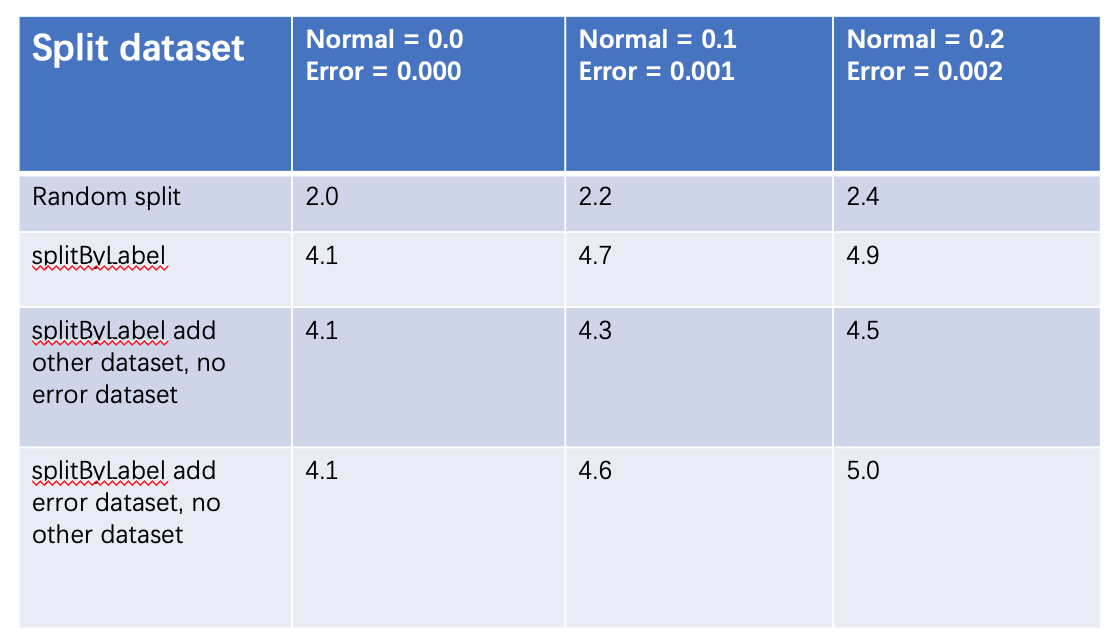 Split dataset
Normal = 0.0
Error = 0.000
Normal = 0.1
Error = 0.001
Normal = 0.2
Error = 0.002
Random split
2.0
2.2
2.4
splitByLabel
4.1
4.7
4.9
splitByLabel add
other dataset, no
error dataset
4.1
4.3
4.5
splitByLabel add
error dataset, no
other dataset
4.1
4.6
5.0